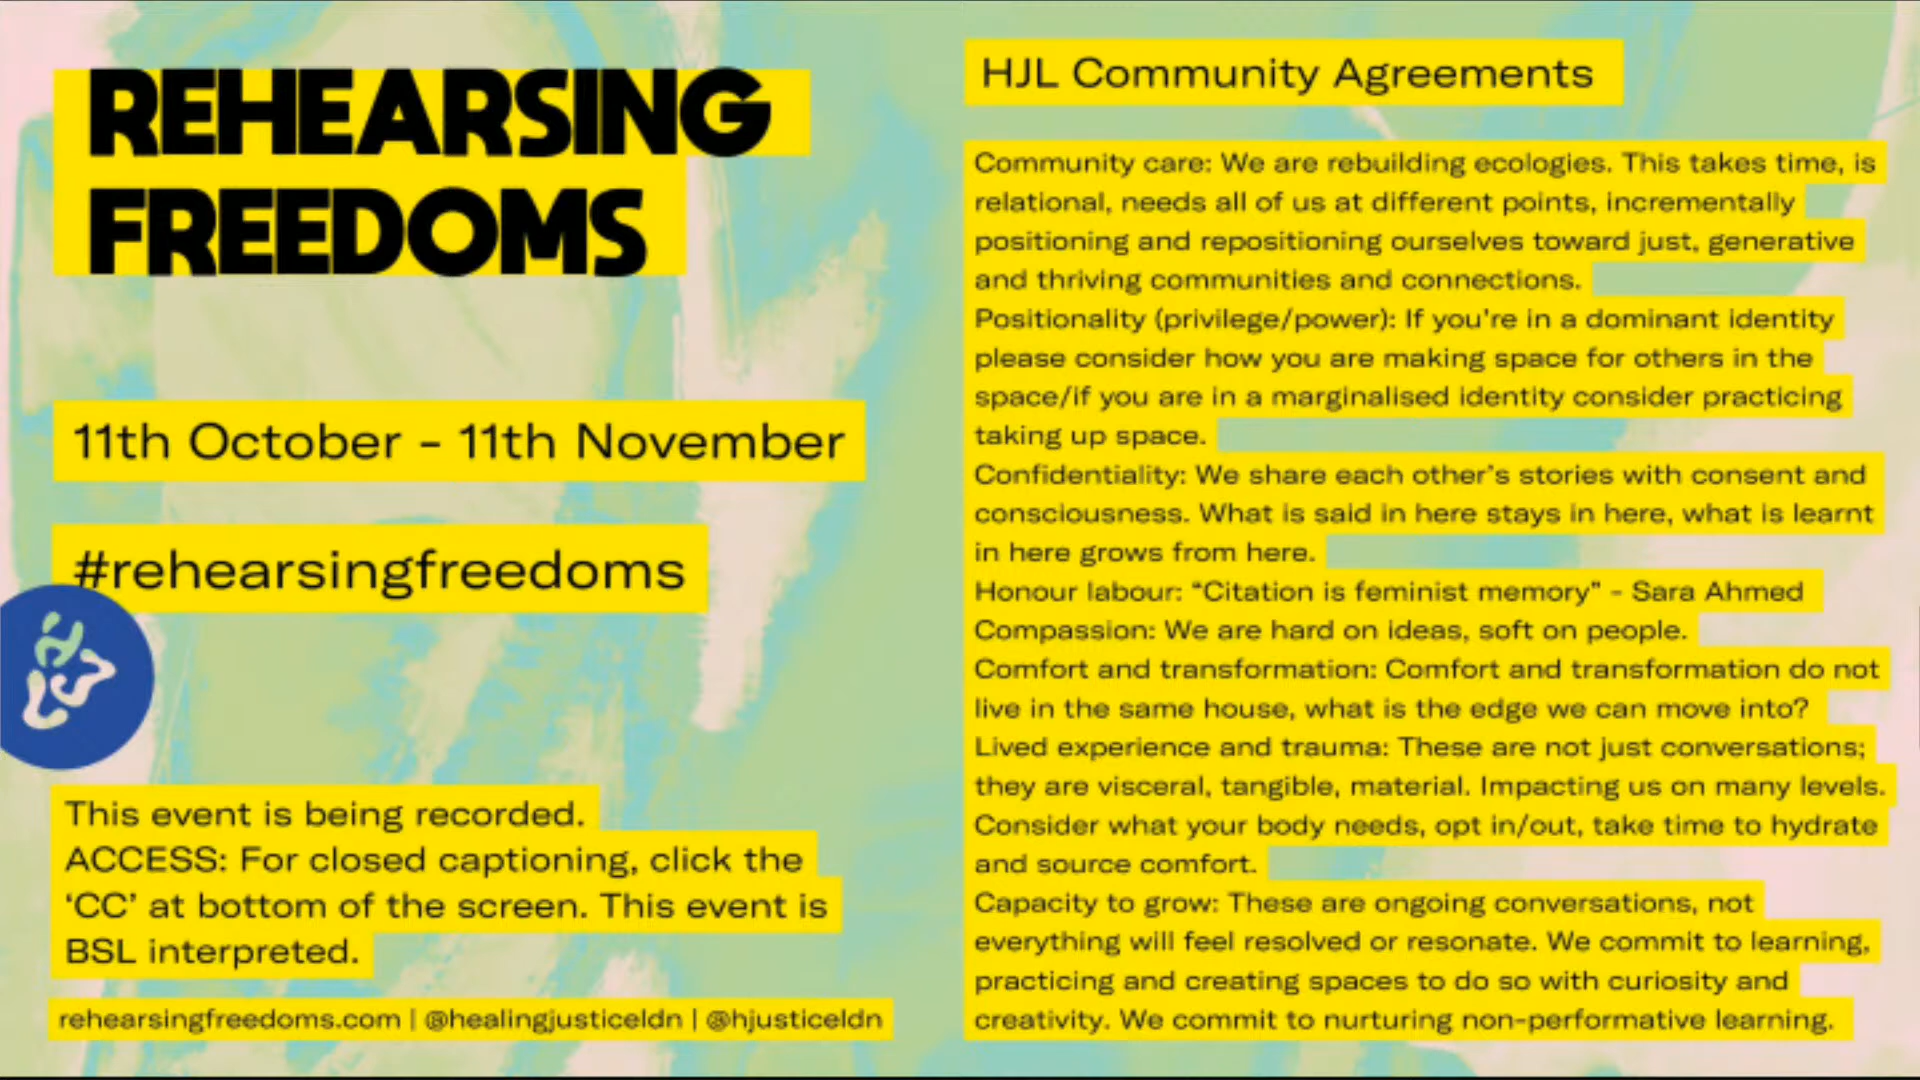 REHEARSING
FREEDOMS
11th October - 11th November
#rehearsingfreedoms
This event is being recorded.
ACCESS: For closed captioning, click the
‘CC’ at bottom of the screen. This event is
BSL interpreted.
rehearsingfreedoms.com | @healingjusticeldn | @hjusticeldn
HJL Community Agreements
Community care: We are rebuilding ecologies. This takes time, is
relational, needs all of us at different points, incrementally
positioning and repositioning ourselves toward just, generative
and thriving communities and connections.
Positionality (privilege/power): If you're in a dominant identity
please consider how you are making space for others in the
space/if you are in a marginalised identity consider practicing
taking up space.
Confidentiality: We share each other’s stories with consent and
consciousness. What is said in here stays in here, what is learnt
in here grows from here.
Honour labour: “Citation is feminist memory” - Sara Ahmed
Compassion: We are hard on ideas, soft on people.
Comfort and transformation: Comfort and transformation do not
live in the same house, what is the edge we can move into?
Lived experience and trauma: These are not just conversations;
they are visceral, tangible, material. Impacting us on many levels.
Consider what your body needs, opt in/out, take time to hydrate
and source comfort.
Capacity to grow: These are ongoing conversations, not
everything will feel resolved or resonate. We commit to learning,
practicing and creating spaces to do so with curiosity and
creativity. We commit to nurturing non-performative learning.